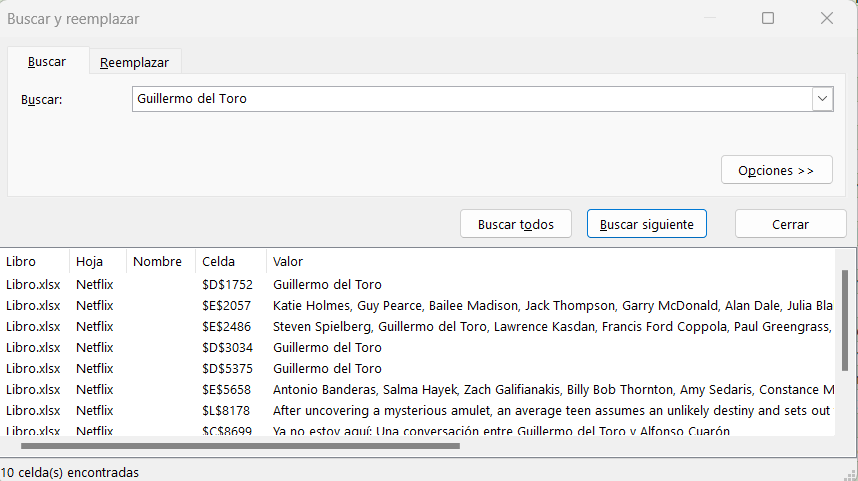 Buscar y reemplazar
Buscar Reemplazar
Buscar: Guillermo del Toro
Opciones >>
Buscar todos Buscar siguiente Cerrar
Libro Hoja Nombre Celda Valor
Libro.xlsx Netflix $D$1752 Guillermo del Toro
Libro.xlsx Netflix $E$2057 Katie Holmes, Guy Pearce, Bailee Madison, Jack Thompson, Garry McDonald, Alan Dale, Julia Bla
Libro.xlsx Netflix $E$2486 Steven Spielberg, Guillermo del Toro, Lawrence Kasdan, Francis Ford Coppola, Paul Greengrass,
Libro.xlsx Netflix $D$3034 Guillermo del Toro
Libro.xlsx Netflix $D$5375 Guillermo del Toro
Libro.xlsx Netflix $E$5658 Antonio Banderas, Salma Hayek, Zach Galifianakis, Billy Bob Thornton, Amy Sedaris, Constance M
Libro.xlsx Netflix $L$8178 After uncovering a mysterious amulet, an average teen assumes an unlikely destiny and sets out
Libro.xlsx Netflix $C$8699 Ya no estoy aquí: Una conversación entre Guillermo del Toro y Alfonso Cuarón
10 celda(s) encontradas